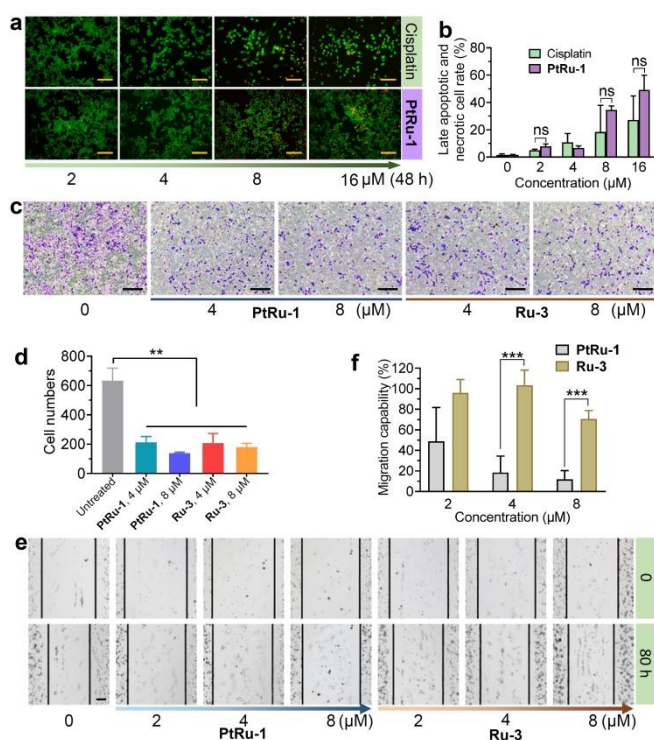 a
Cisplatin
PtRu-1
2 4 8 16 µM (48 h)
b
Late apoptotic and
necrotic cell rate (%)
80
60
40
20
0
Cisplatin
PtRu-1
ns
ns
ns
0 2 4 8 16
Concentration (µM)
c
0 4 8 (µM) 4 8 (µM)
PtRu-1 Ru-3
d
Cell numbers
800
600
400
200
0
**
Untreated
PtRu-1, 4 µM
PtRu-1, 8 µM
Ru-3, 4 µM
Ru-3, 8 µM
f
Migration capability (%)
120
100
80
60
40
20
0
PtRu-1
Ru-3
***
***
2 4 8
Concentration (µM)
e
0
80 h
0 2 4 8 (µM) 2 4 8 (µM)
PtRu-1 Ru-3